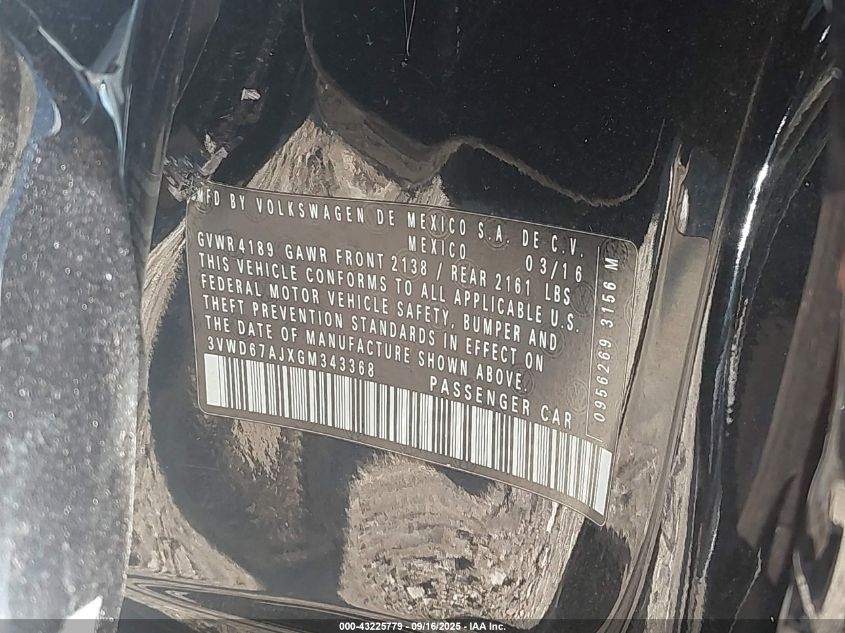 MFD BY VOLKSWAGEN DE MEXICO S.A. DE C.V.
MEXICO 03/16
GVWR 4189 GAWR FRONT 2138 / REAR 2161 LBS
THIS VEHICLE CONFORMS TO ALL APPLICABLE U.S.
FEDERAL MOTOR VEHICLE SAFETY, BUMPER AND
THEFT PREVENTION STANDARDS IN EFFECT ON
THE DATE OF MANUFACTURE SHOWN ABOVE.
3VWD67AJXGM343368 PASSENGER CAR
0956269 3156 M
000-43225779 - 09/16/2025 - IAA Inc.